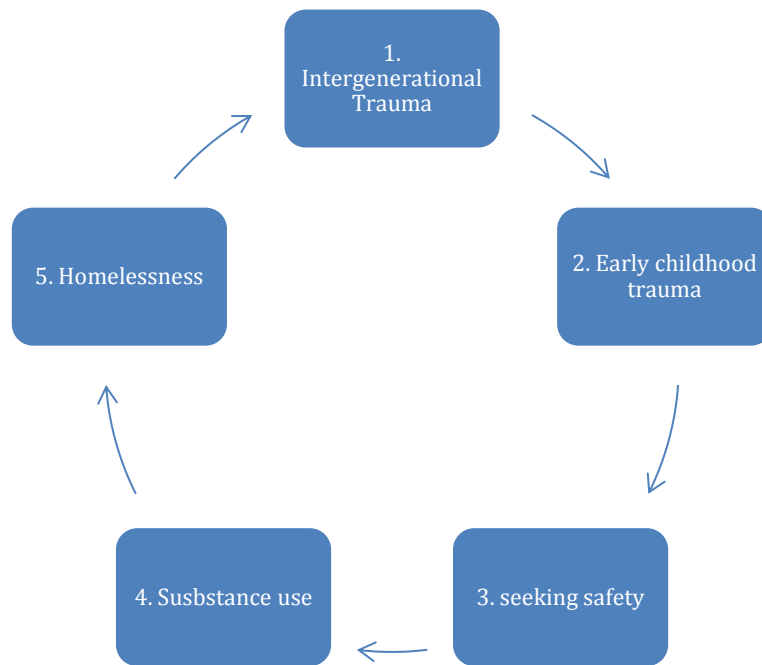 1.
Intergenerational
Trauma
2. Early childhood
trauma
3. seeking safety
4. Susbstance use
5. Homelessness